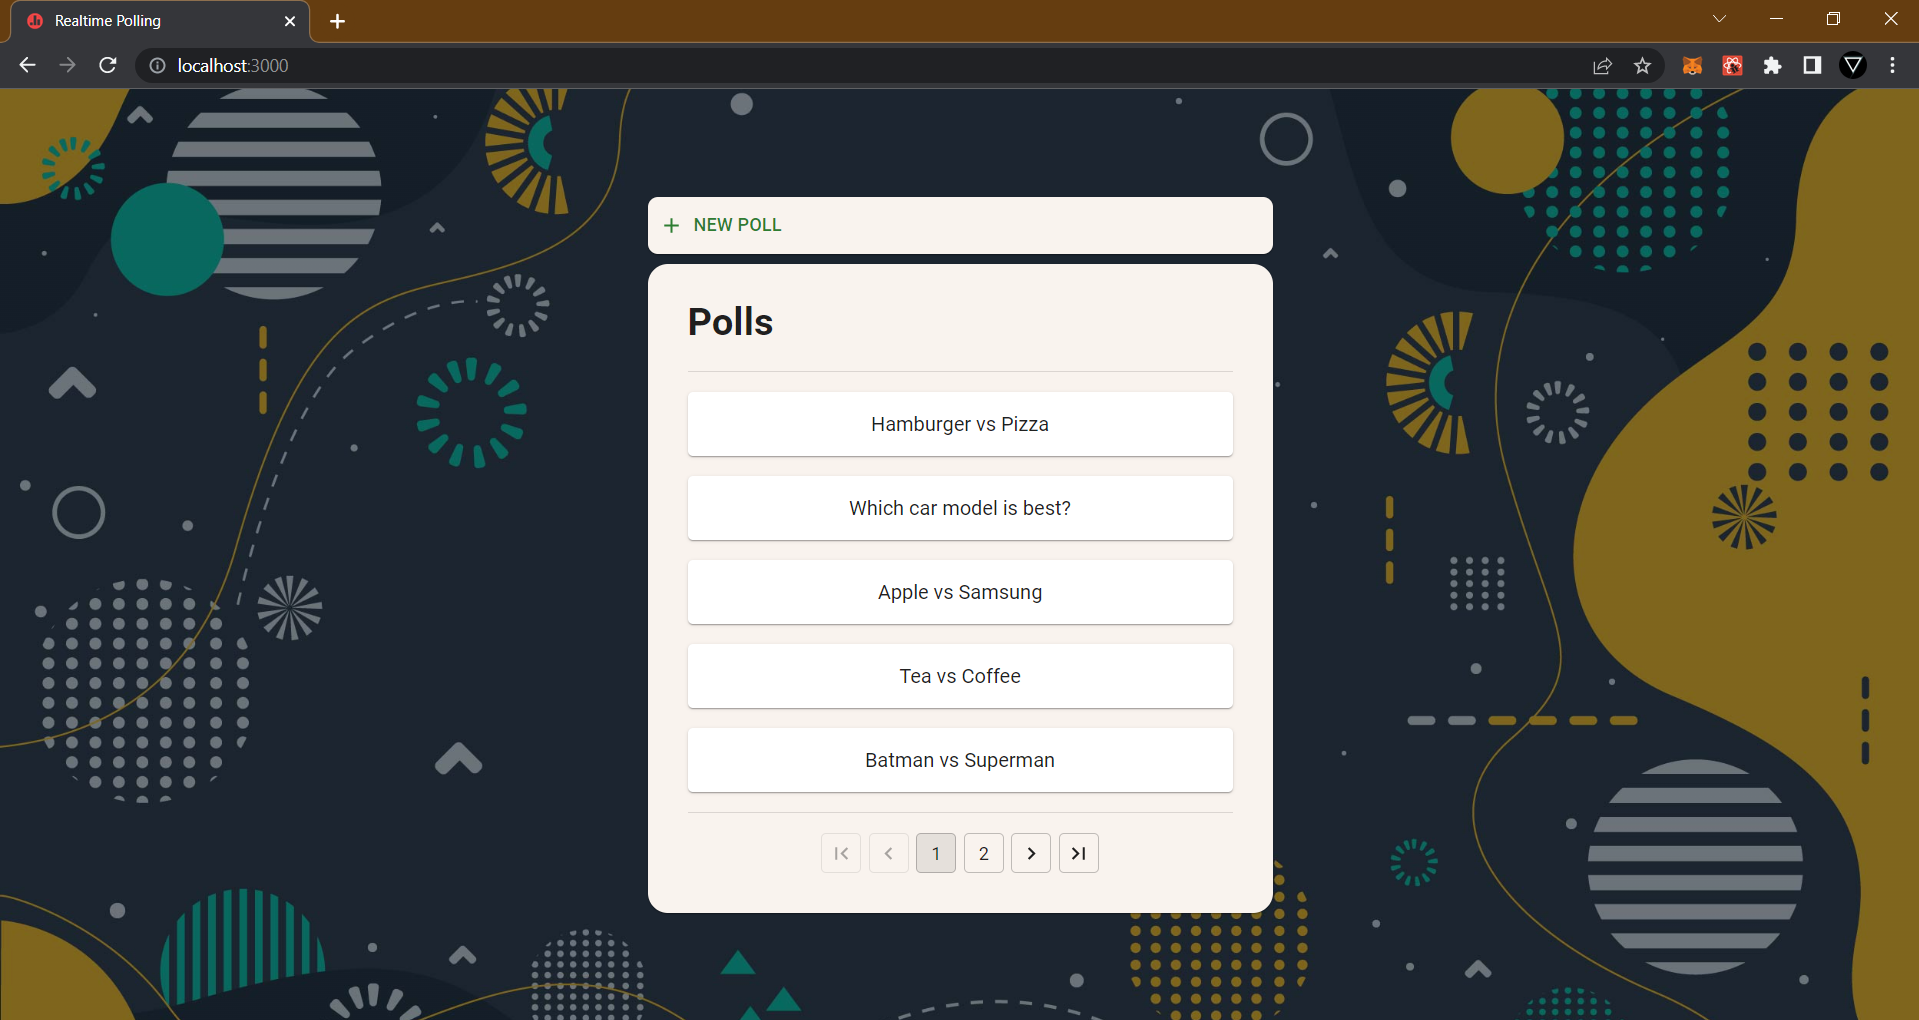 Realtime Polling
localhost:3000
NEW POLL
Polls
Hamburger vs Pizza
Which car model is best?
Apple vs Samsung
Tea vs Coffee
Batman vs Superman
1 2